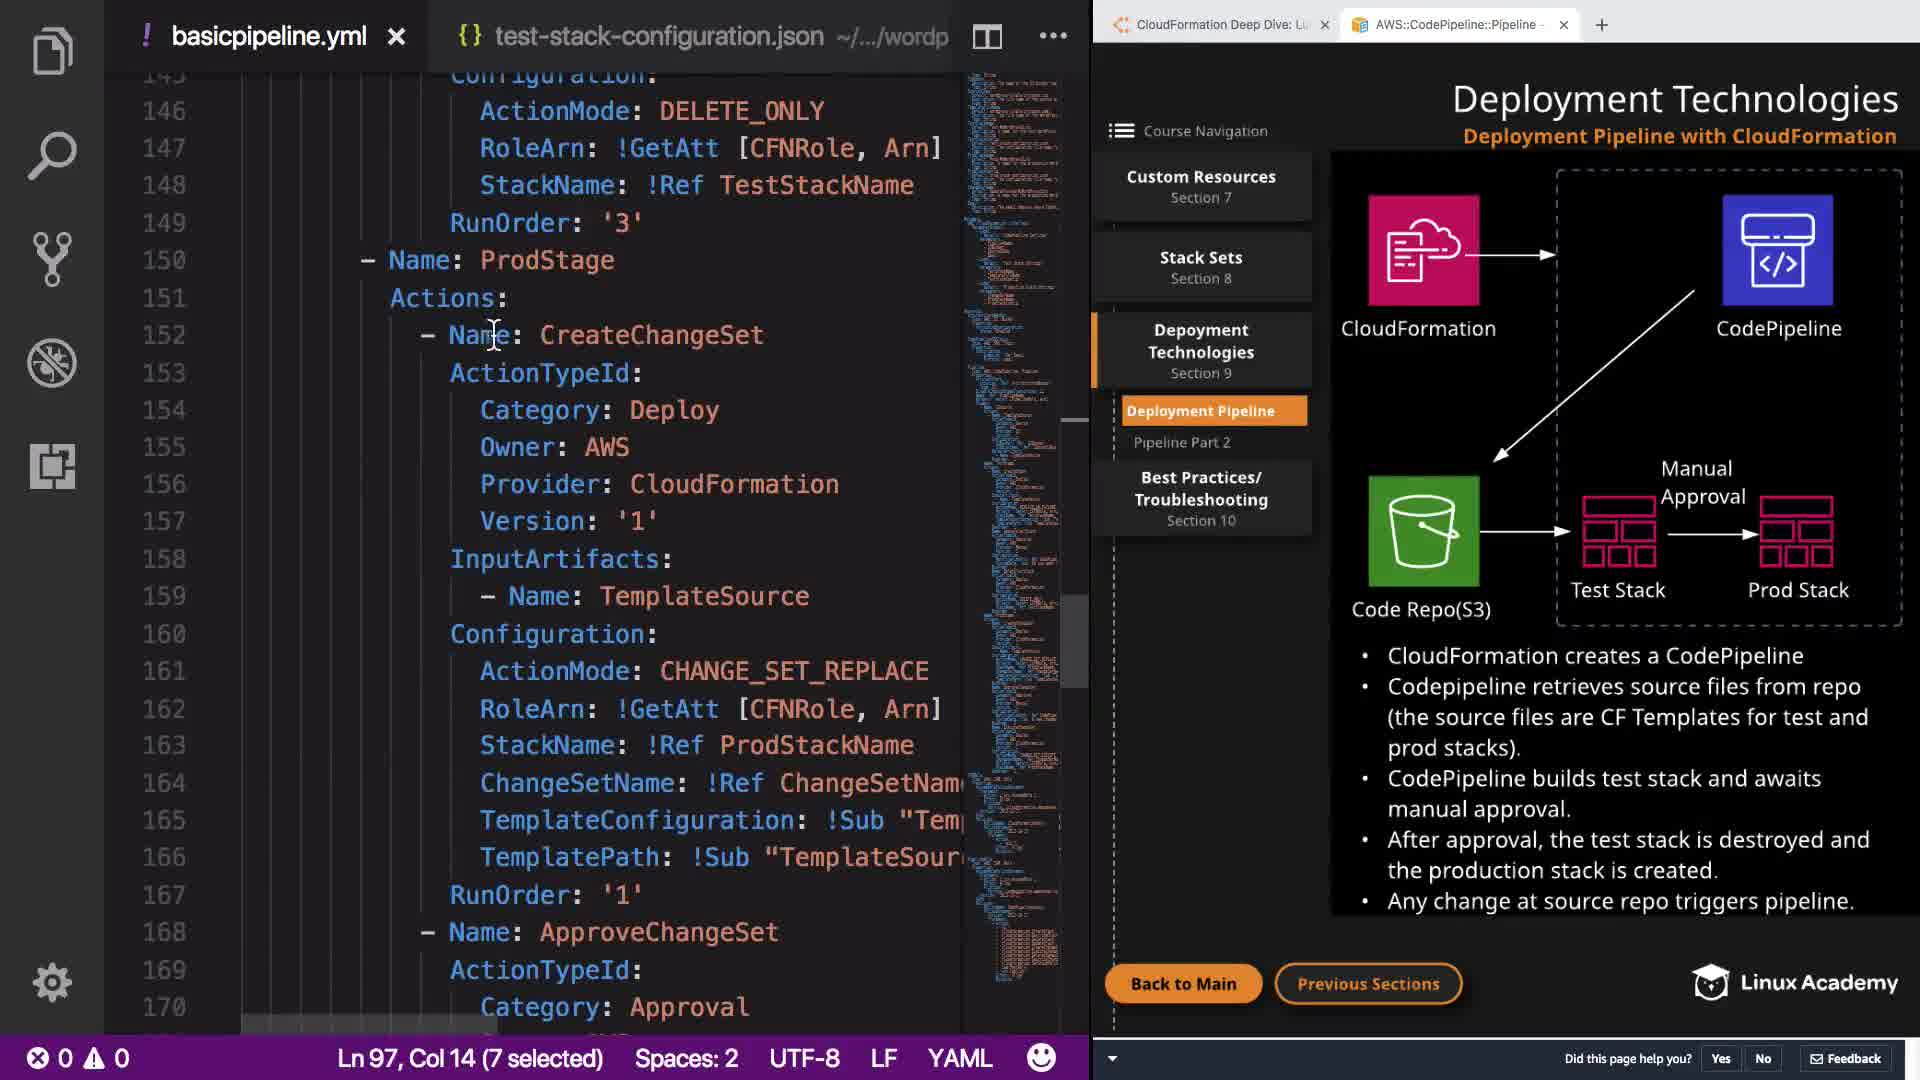 basicpipeline.yml
test-stack-configuration.json ~/.../wordp
146 ActionMode: DELETE_ONLY
147 RoleArn: !GetAtt [CFNRole, Arn]
148 StackName: !Ref TestStackName
149 RunOrder: '3'
150 - Name: ProdStage
151 Actions:
152 - Name: CreateChangeSet
153 ActionTypeId:
154 Category: Deploy
155 Owner: AWS
156 Provider: CloudFormation
157 Version: '1'
158 InputArtifacts:
159 - Name: TemplateSource
160 Configuration:
161 ActionMode: CHANGE_SET_REPLACE
162 RoleArn: !GetAtt [CFNRole, Arn]
163 StackName: !Ref ProdStackName
164 ChangeSetName: !Ref ChangeSetNam
165 TemplateConfiguration: !Sub "Tem
166 TemplatePath: !Sub "TemplateSour
167 RunOrder: '1'
168 - Name: ApproveChangeSet
169 ActionTypeId:
170 Category: Approval
0 0
Ln 97, Col 14 (7 selected) Spaces: 2 UTF-8 LF YAML
CloudFormation Deep Dive: Lu
AWS::CodePipeline::Pipeline -
Deployment Technologies
Deployment Pipeline with CloudFormation
Course Navigation
Custom Resources
Section 7
Stack Sets
Section 8
Depoyment
Technologies
Section 9
Deployment Pipeline
Pipeline Part 2
Best Practices/
Troubleshooting
Section 10
CloudFormation
CodePipeline
Manual
Approval
Code Repo(S3)
Test Stack
Prod Stack
• CloudFormation creates a CodePipeline
• Codepipeline retrieves source files from repo
(the source files are CF Templates for test and
prod stacks).
• CodePipeline builds test stack and awaits
manual approval.
• After approval, the test stack is destroyed and
the production stack is created.
• Any change at source repo triggers pipeline.
Back to Main
Previous Sections
Linux Academy
Did this page help you? Yes No Feedback